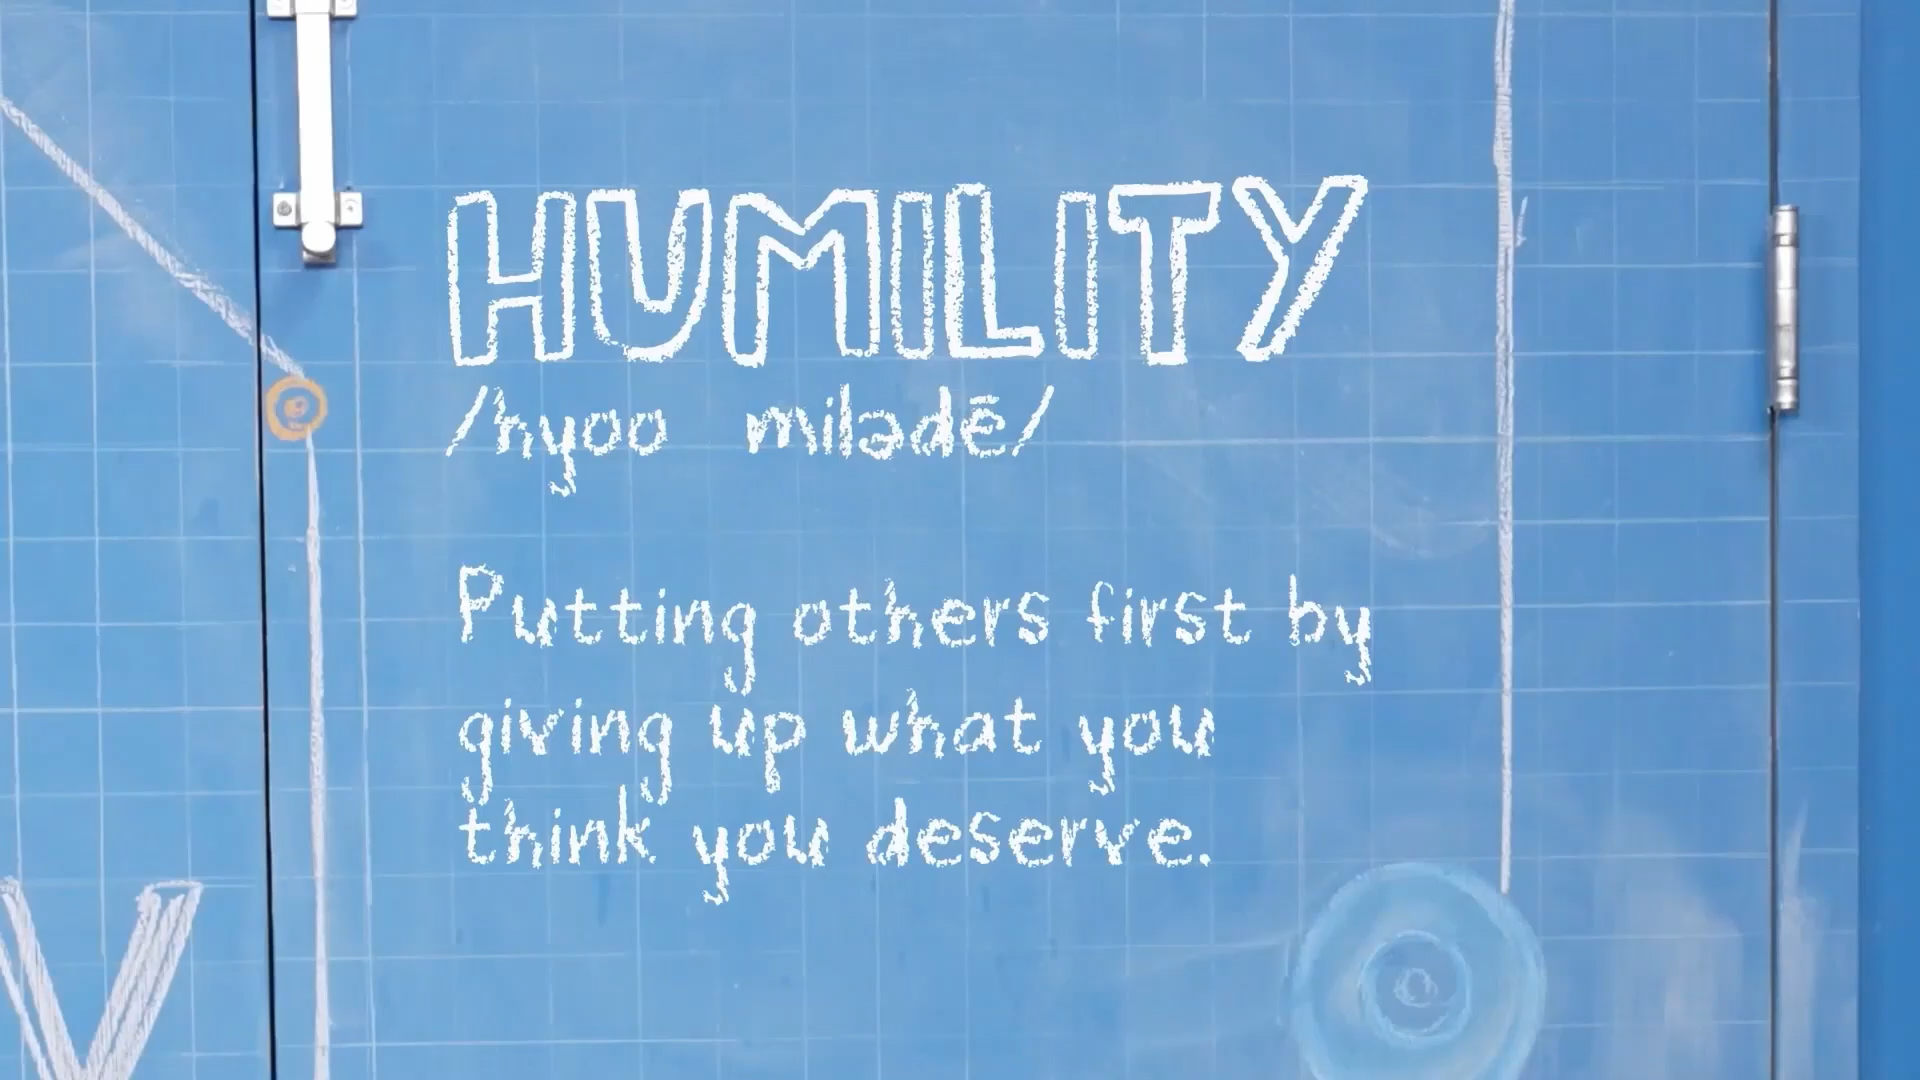 HUMILITY
/hyoo milədē/
Putting others first by
giving up what you
think you deserve.